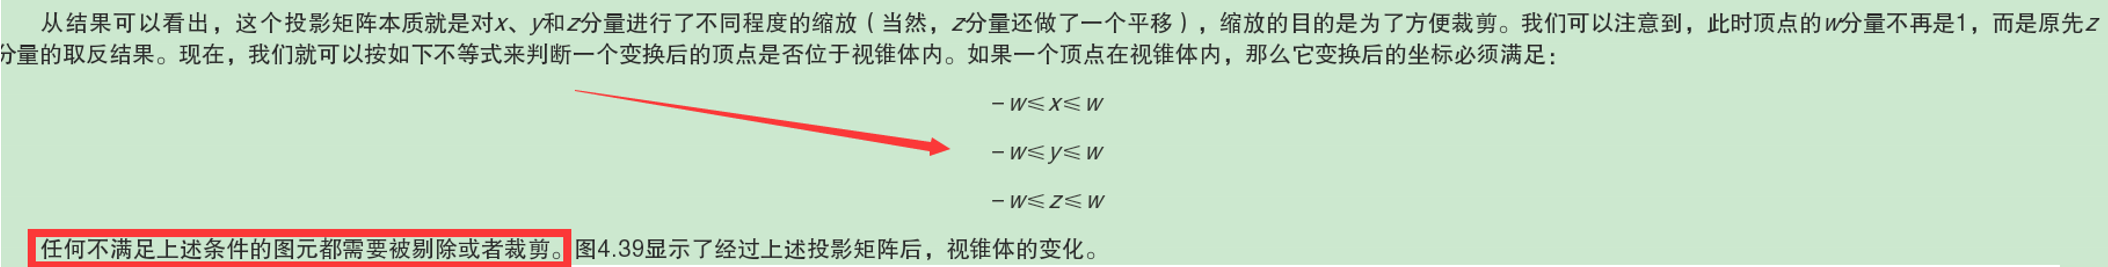 从结果可以看出，这个投影矩阵本质就是对x、y和z分量进行了不同程度的缩放（当然，z分量还做了一个平移），缩放的目的是为了方便裁剪。我们可以注意到，此时顶点的w分量不再是1，而是原先z
分量的取反结果。现在，我们就可以按如下不等式来判断一个变换后的顶点是否位于视锥体内。如果一个顶点在视锥体内，那么它变换后的坐标必须满足：
－w≤x≤w
－w≤y≤w
－w≤z≤w
任何不满足上述条件的图元都需要被剔除或者裁剪。图4.39显示了经过上述投影矩阵后，视锥体的变化。